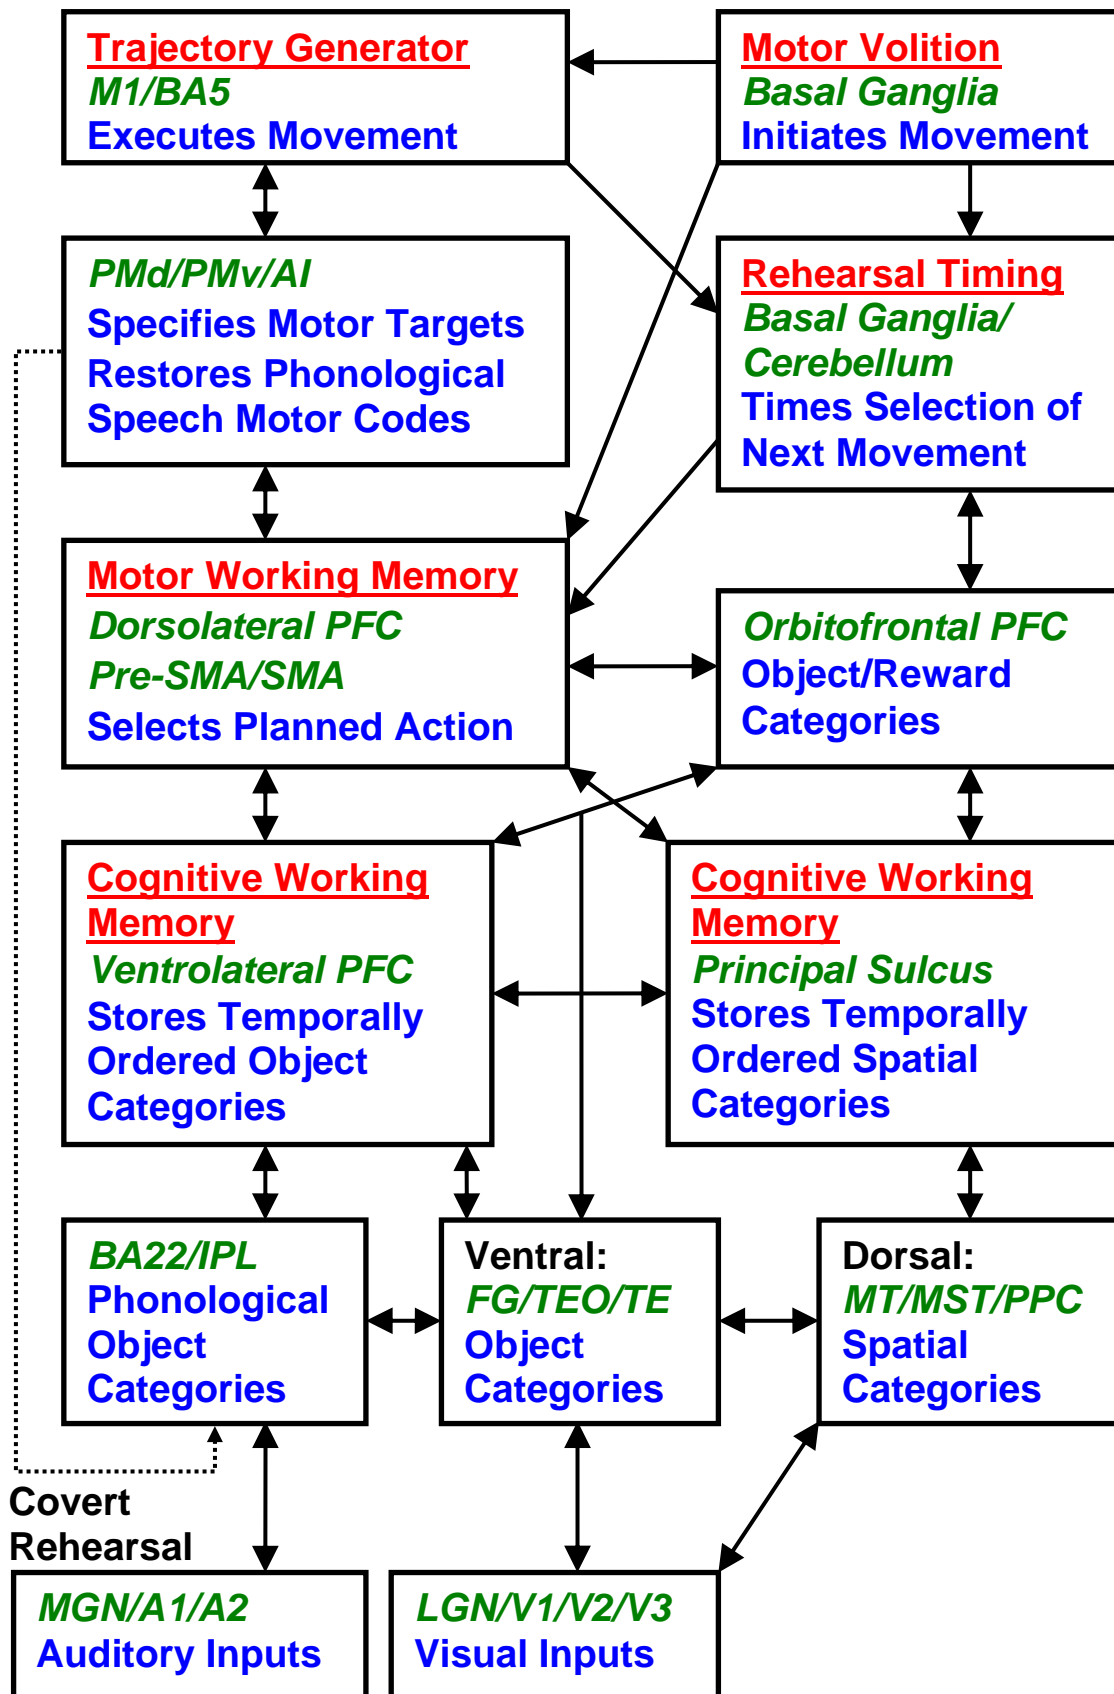 Trajectory Generator
M1/BA5
Executes Movement
Motor Volition
Basal Ganglia
Initiates Movement
PMd/PMv/AI
Specifies Motor Targets
Restores Phonological
Speech Motor Codes
Rehearsal Timing
Basal Ganglia/
Cerebellum
Times Selection of
Next Movement
Motor Working Memory
Dorsolateral PFC
Pre-SMA/SMA
Selects Planned Action
Orbitofrontal PFC
Object/Reward
Categories
Cognitive Working
Memory
Ventrolateral PFC
Stores Temporally
Ordered Object
Categories
Cognitive Working
Memory
Principal Sulcus
Stores Temporally
Ordered Spatial
Categories
BA22/IPL
Phonological
Object
Categories
Ventral:
FG/TEO/TE
Object
Categories
Dorsal:
MT/MST/PPC
Spatial
Categories
Covert
Rehearsal
MGN/A1/A2
Auditory Inputs
LGN/V1/V2/V3
Visual Inputs